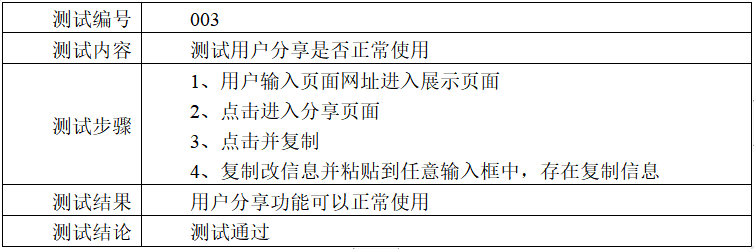 测试编号 003
测试内容 测试用户分享是否正常使用
测试步骤
1、用户输入页面网址进入展示页面
2、点击进入分享页面
3、点击并复制
4、复制改信息并粘贴到任意输入框中，存在复制信息
测试结果 用户分享功能可以正常使用
测试结论 测试通过